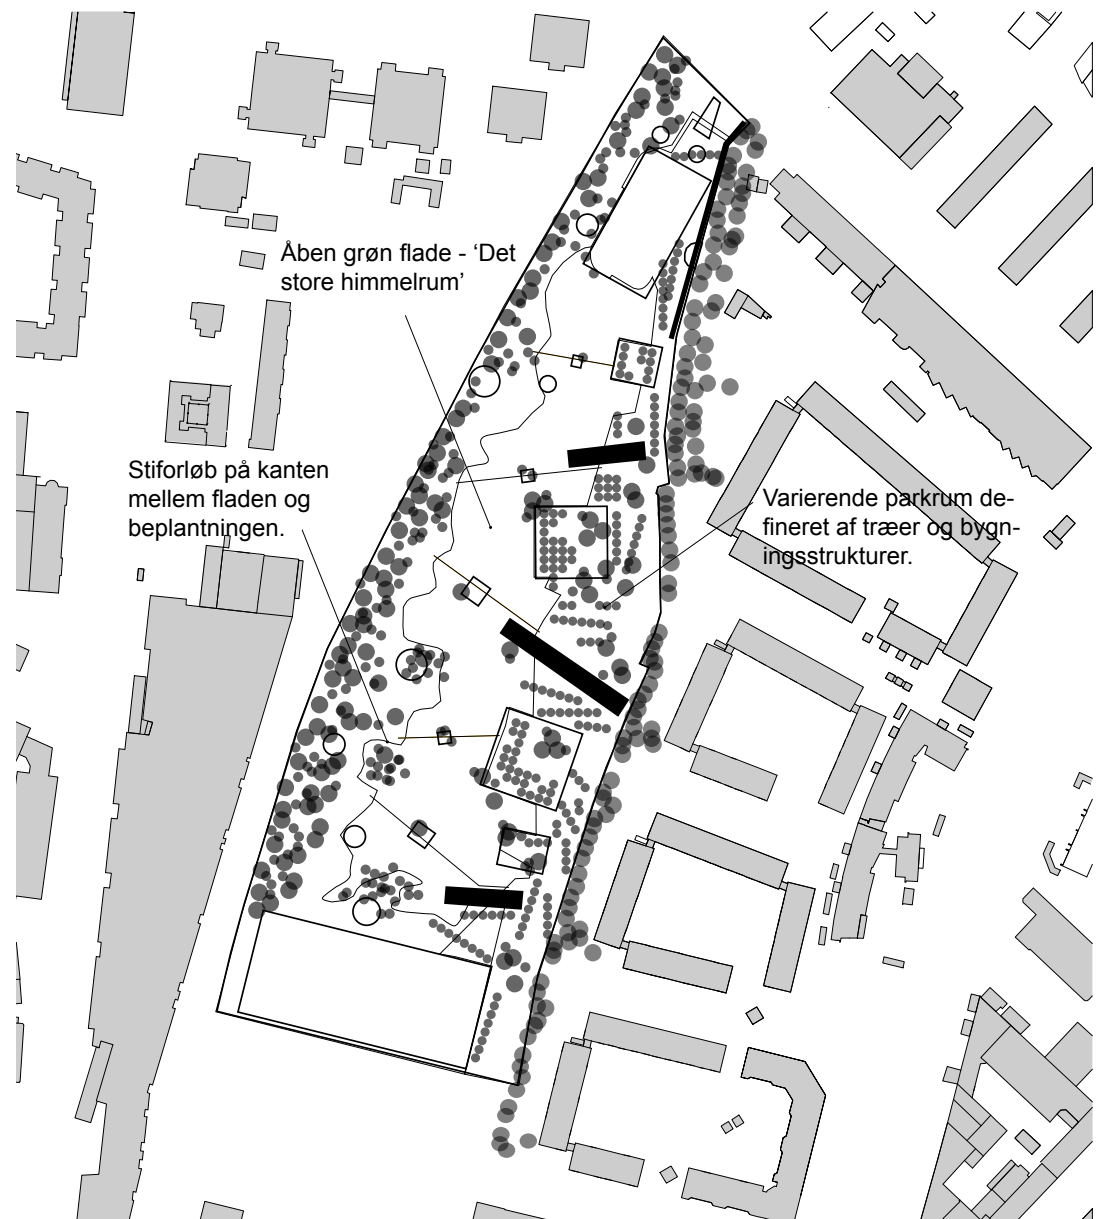 Åben grøn flade - ‘Det
store himmelrum’
Stiforløb på kanten
mellem fladen og
beplantningen.
Varierende parkrum de-
fineret af træer og bygn-
ingsstrukturer.